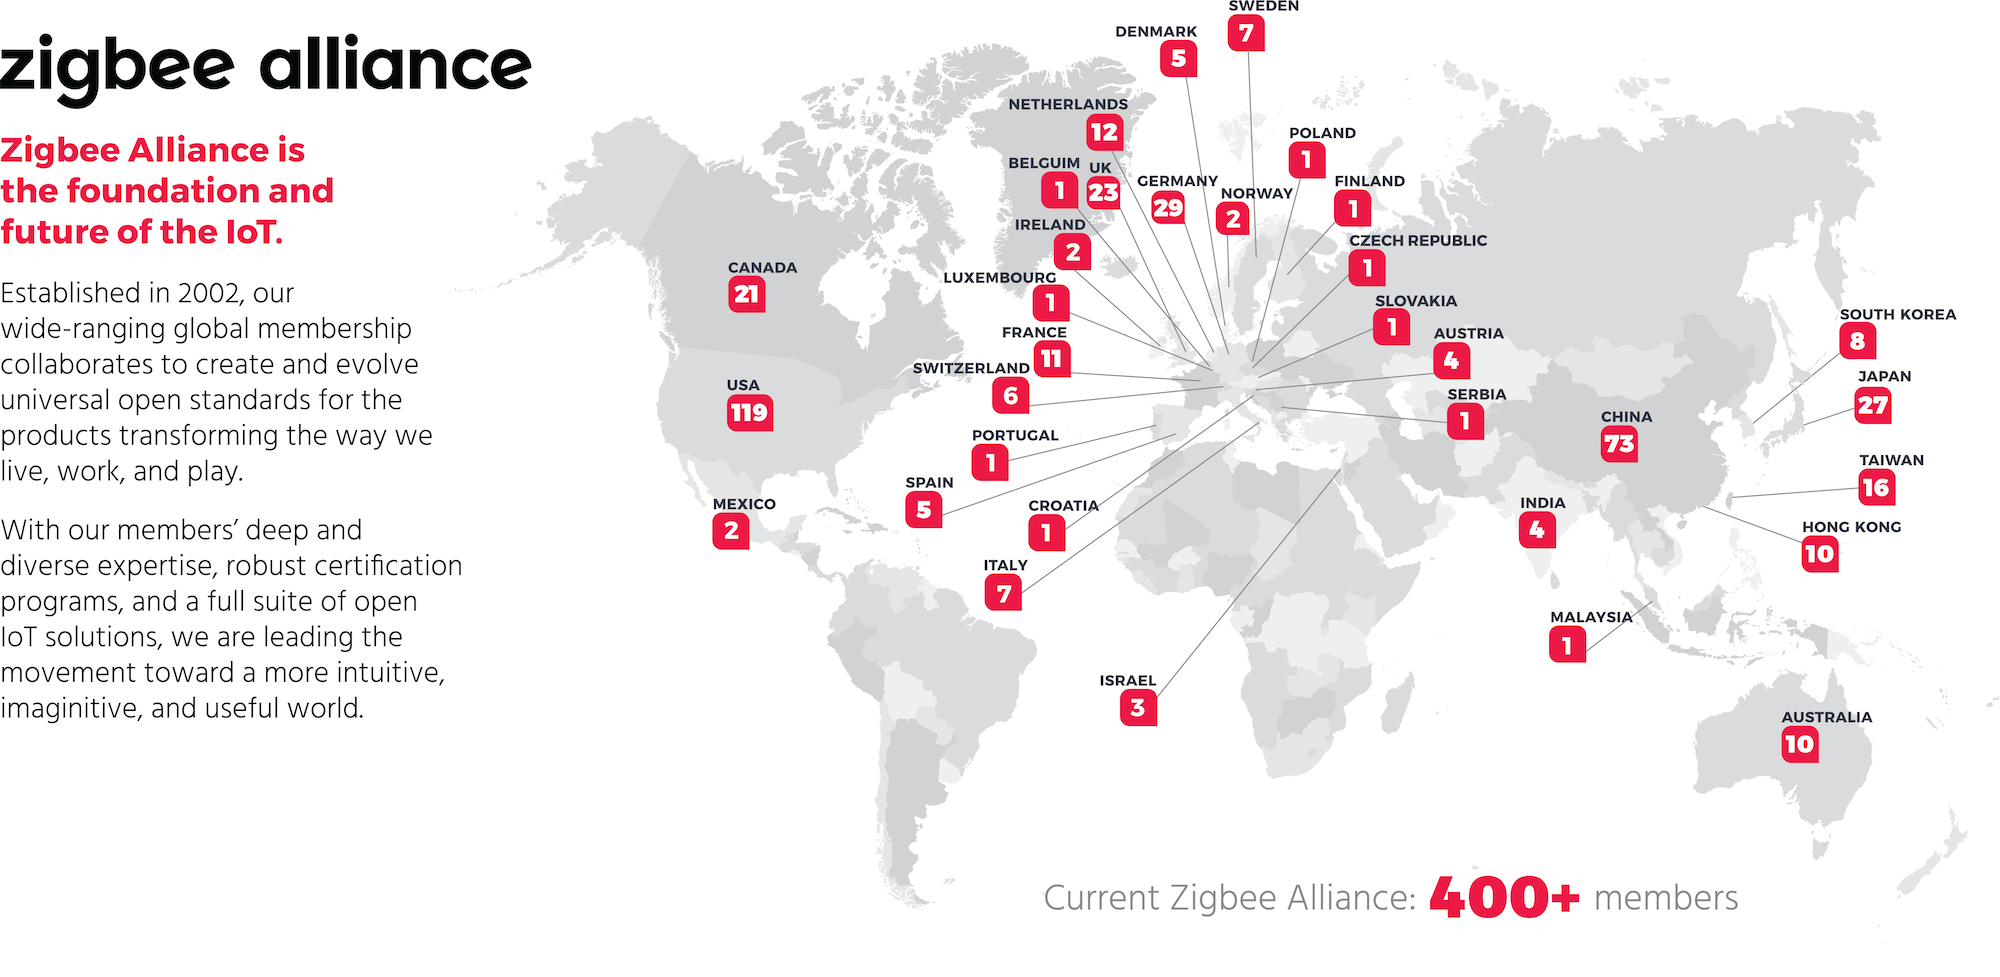 zigbee alliance
Zigbee Alliance is
the foundation and
future of the IoT.
Established in 2002, our
wide-ranging global membership
collaborates to create and evolve
universal open standards for the
products transforming the way we
live, work, and play.
With our members’ deep and
diverse expertise, robust certification
programs, and a full suite of open
IoT solutions, we are leading the
movement toward a more intuitive,
imaginitive, and useful world.
CANADA
21
USA
119
MEXICO
2
SWEDEN
7
DENMARK
5
NETHERLANDS
12
BELGUIM
1
UK
23
GERMANY
29
NORWAY
2
POLAND
1
FINLAND
1
IRELAND
2
CZECH REPUBLIC
1
LUXEMBOURG
1
SLOVAKIA
1
FRANCE
11
AUSTRIA
4
SWITZERLAND
6
SERBIA
1
PORTUGAL
1
SPAIN
5
CROATIA
1
ITALY
7
ISRAEL
3
SOUTH KOREA
8
JAPAN
27
CHINA
73
TAIWAN
16
INDIA
4
HONG KONG
10
MALAYSIA
1
AUSTRALIA
10
Current Zigbee Alliance: 400+ members